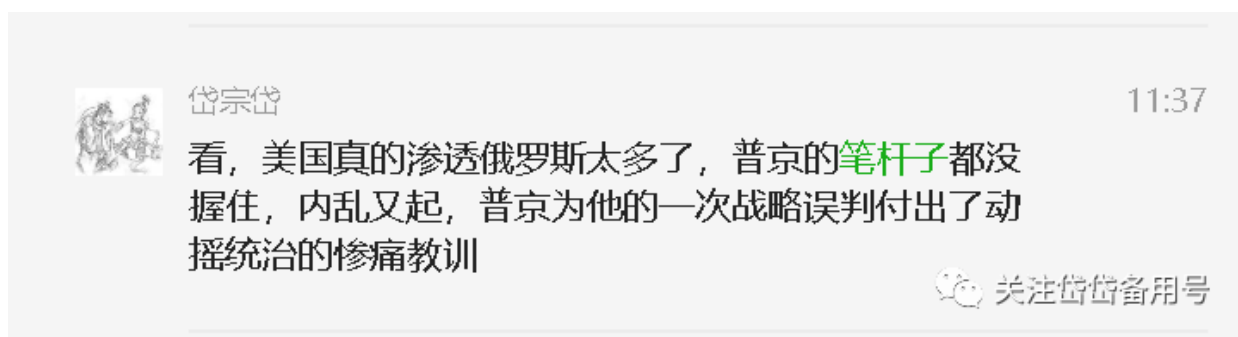 岱宗岱
11:37
看，美国真的渗透俄罗斯太多了，普京的笔杆子都没
握住，内乱又起，普京为他的一次战略误判付出了动
摇统治的惨痛教训
关注岱岱备用号